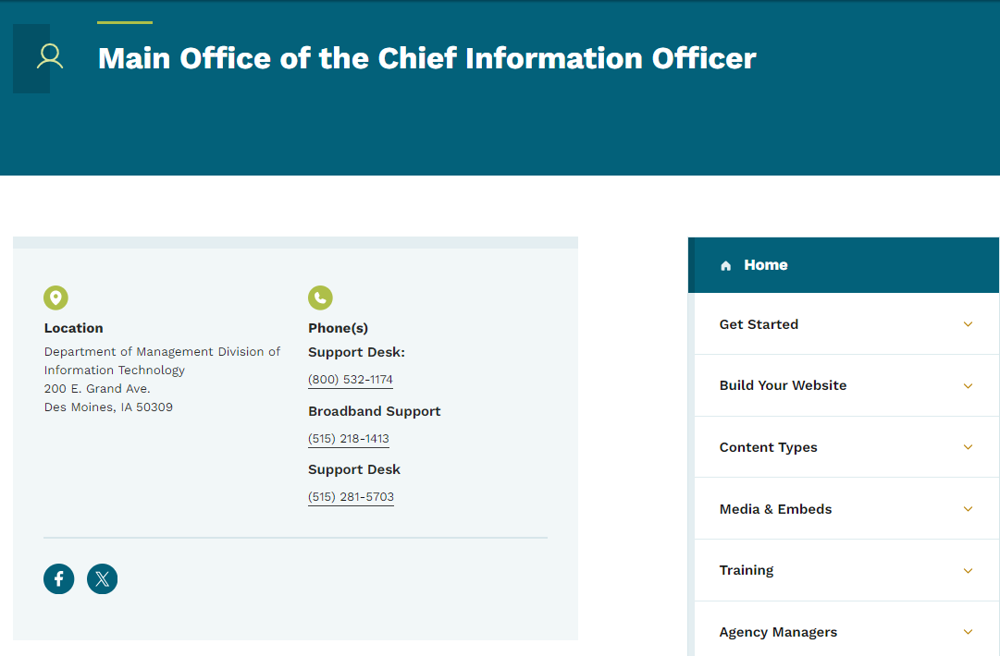 Main Office of the Chief Information Officer
Location
Department of Management Division of
Information Technology
200 E. Grand Ave.
Des Moines, IA 50309
Phone(s)
Support Desk:
(800) 532-1174
Broadband Support
(515) 218-1413
Support Desk
(515) 281-5703
Home
Get Started
Build Your Website
Content Types
Media & Embeds
Training
Agency Managers